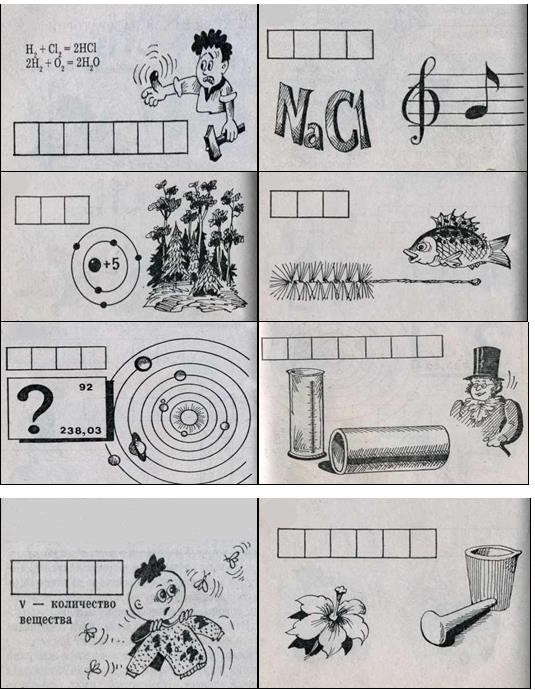 H₂ + Cl₂ = 2HCl
2H₂ + O₂ = 2H₂O
NaCl
+5
?
92
238,03
ν — количество
вещества